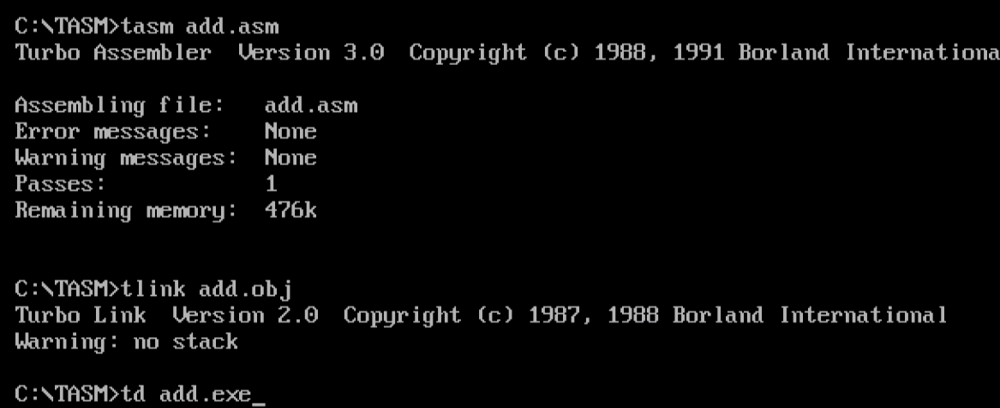 C:\TASM>tasm add.asm
Turbo Assembler  Version 3.0  Copyright (c) 1988, 1991 Borland Internationa
Assembling file:   add.asm
Error messages:    None
Warning messages:  None
Passes:            1
Remaining memory:  476k
C:\TASM>tlink add.obj
Turbo Link  Version 2.0  Copyright (c) 1987, 1988 Borland International
Warning: no stack
C:\TASM>td add.exe_